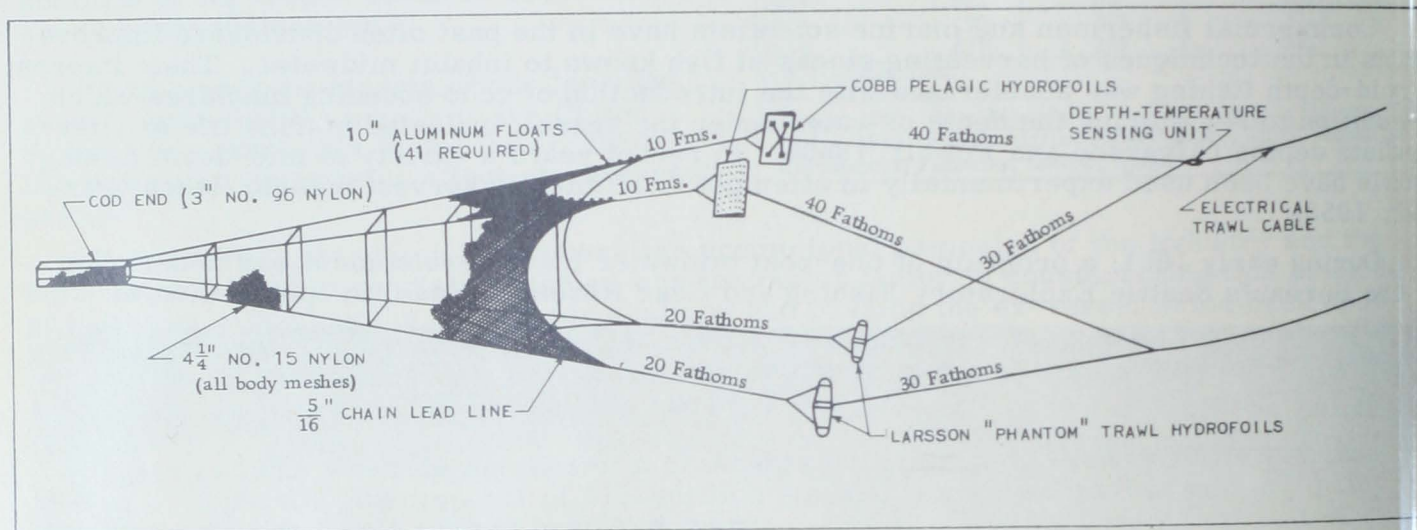 COBB PELAGIC HYDROFOILS
10" ALUMINUM FLOATS
(41 REQUIRED)
10 Fms.
40 Fathoms
DEPTH-TEMPERATURE
SENSING UNIT
COD END (3" NO. 96 NYLON)
10 Fms.
40 Fathoms
30 Fathoms
ELECTRICAL
TRAWL CABLE
20 Fathoms
4 1/4" NO. 15 NYLON
(all body meshes)
20 Fathoms
30 Fathoms
5/16" CHAIN LEAD LINE
LARSSON "PHANTOM" TRAWL HYDROFOILS